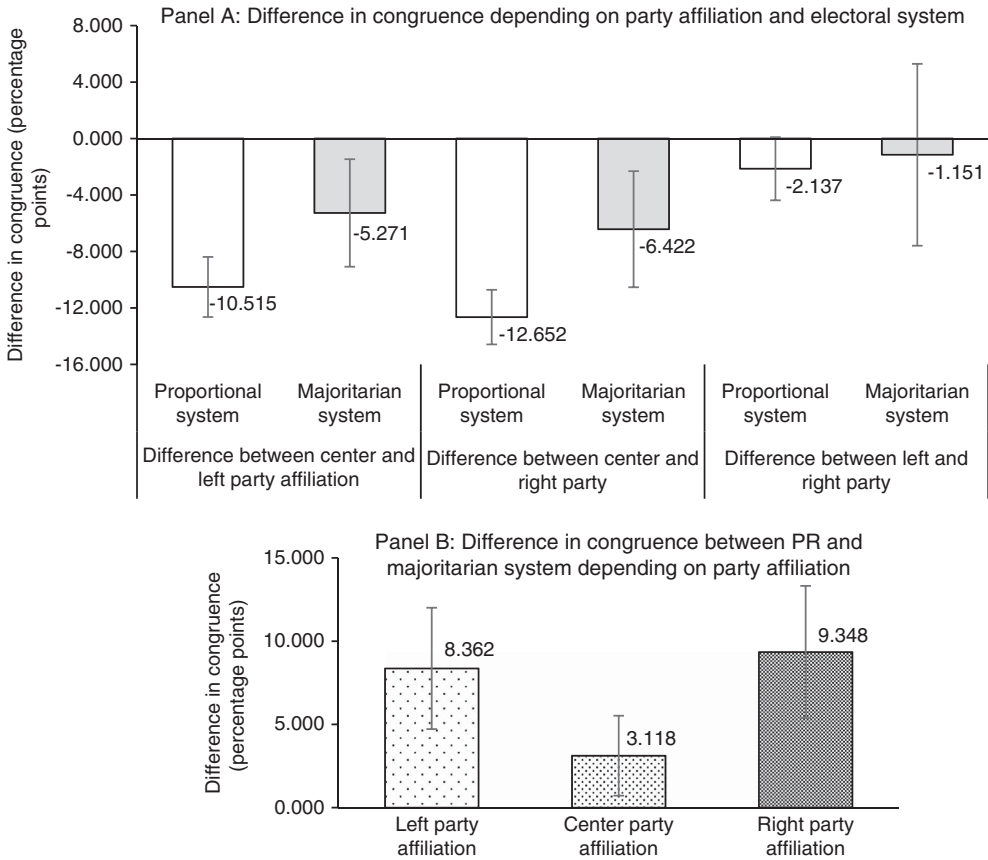 Panel A: Difference in congruence depending on party affiliation and electoral system
Difference in congruence (percentage
points)
8.000
4.000
0.000
-4.000
-8.000
-12.000
-16.000
-10.515
-5.271
-12.652
-6.422
-2.137
-1.151
Proportional
system
Majoritarian
system
Proportional
system
Majoritarian
system
Proportional
system
Majoritarian
system
Difference between center and
left party affiliation
Difference between center and
right party
Difference between left and
right party
Panel B: Difference in congruence between PR and
majoritarian system depending on party affiliation
Difference in congruence
(percentage points)
15.000
10.000
5.000
0.000
8.362
3.118
9.348
Left party
affiliation
Center party
affiliation
Right party
affiliation